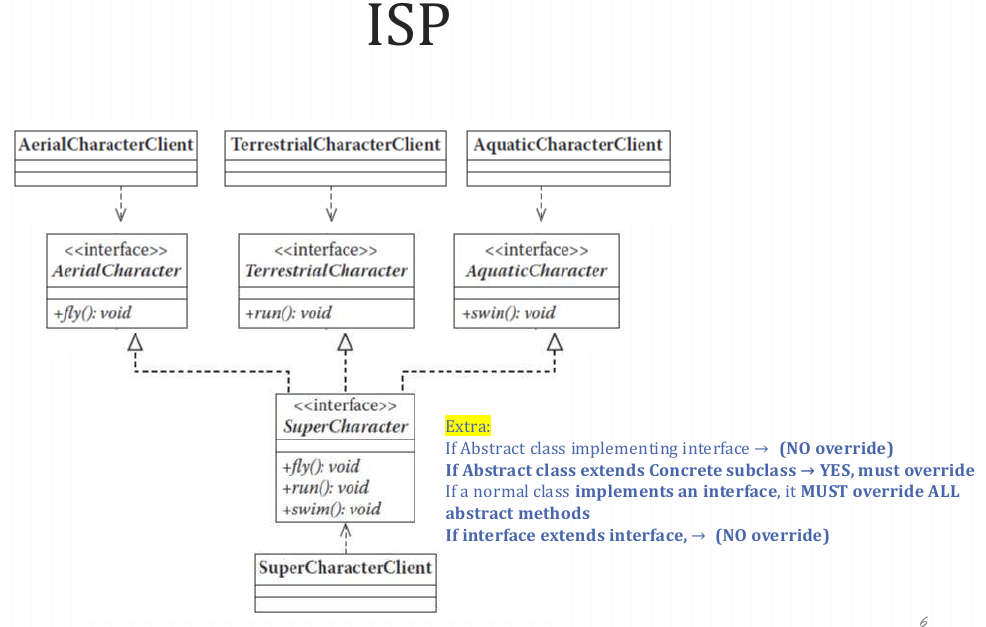 ISP
AerialCharacterClient
TerrestrialCharacterClient
AquaticCharacterClient
<<interface>>
AerialCharacter
+fly(): void
<<interface>>
TerrestrialCharacter
+run(): void
<<interface>>
AquaticCharacter
+swin(): void
<<interface>>
SuperCharacter
+fly(): void
+run(): void
+swim(): void
SuperCharacterClient
Extra:
If Abstract class implementing interface → (NO override)
If Abstract class extends Concrete subclass → YES, must override
If a normal class implements an interface, it MUST override ALL
abstract methods
If interface extends interface, → (NO override)
6